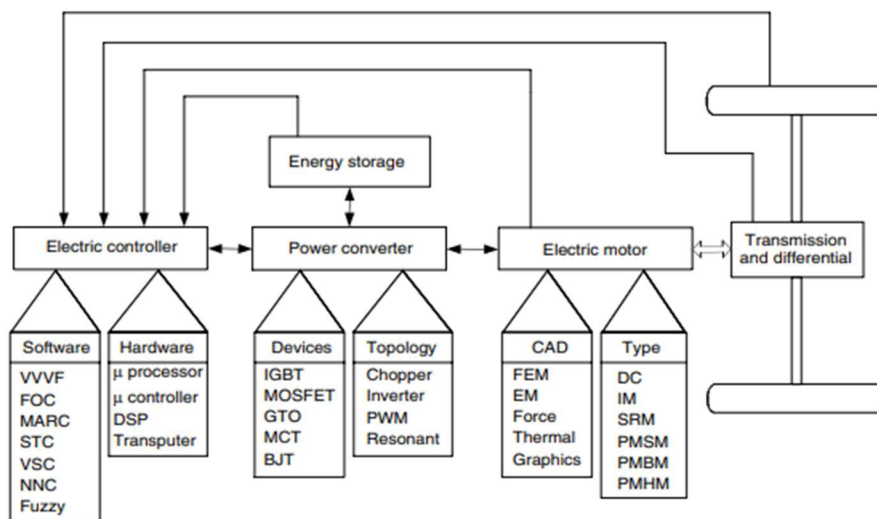 Energy storage
Electric controller
Power converter
Electric motor
Transmission
and differential
Software
VVVF
FOC
MARC
STC
VSC
NNC
Fuzzy
Hardware
μ processor
μ controller
DSP
Transputer
Devices
IGBT
MOSFET
GTO
MCT
BJT
Topology
Chopper
Inverter
PWM
Resonant
CAD
FEM
EM
Force
Thermal
Graphics
Type
DC
IM
SRM
PMSM
PMBM
PMHM